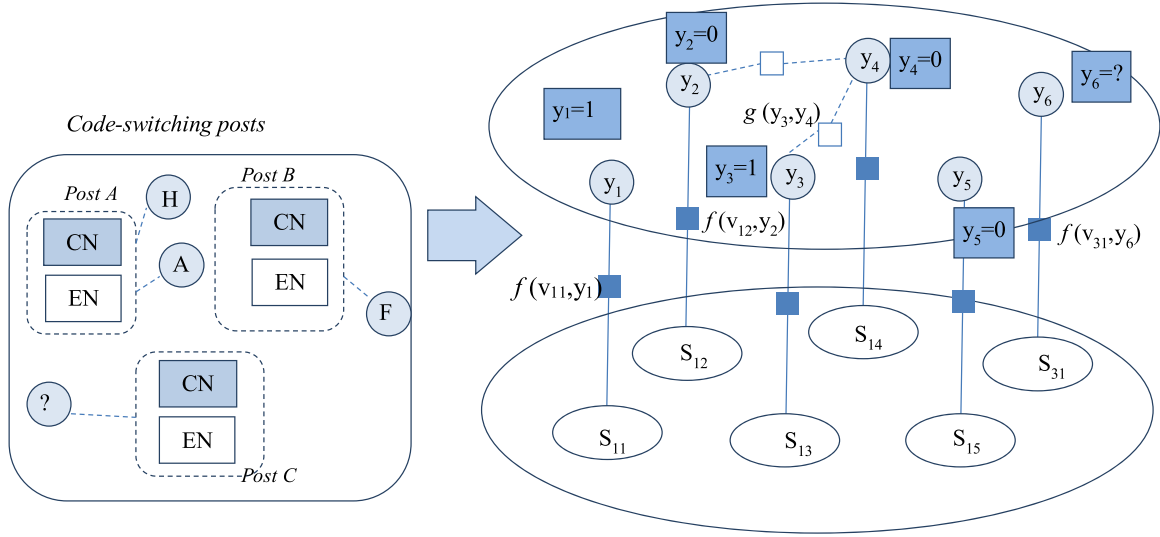 Code-switching posts
Post A
H
CN
A
EN
Post B
CN
EN
F
?
CN
EN
Post C
y2=0
y2
y4
y4=0
y6=?
y6
y1=1
g (y3,y4)
y3=1
y3
y1
y5
y5=0
f(v12,y2)
f(v31,y6)
f(v11,y1)
S12
S14
S31
S11
S13
S15